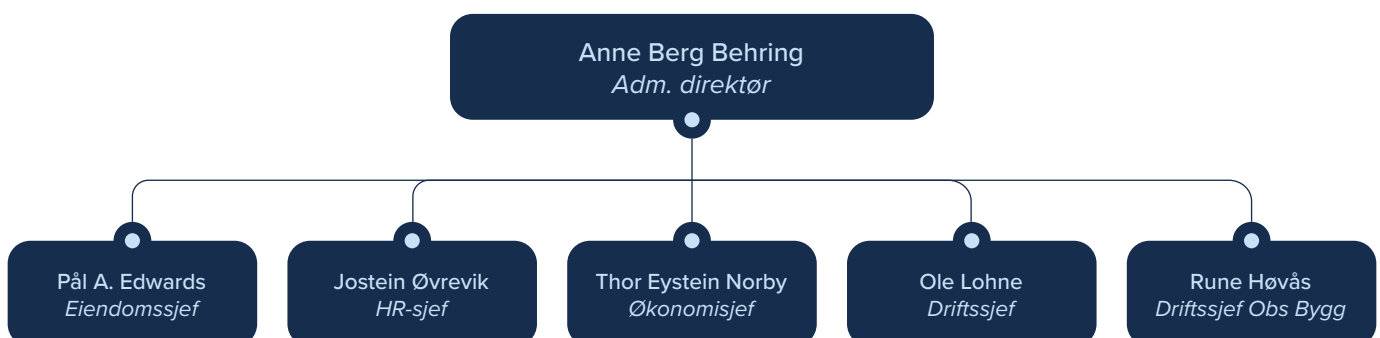 Anne Berg Behring
Adm. direktør
Pål A. Edwards
Eiendomssjef
Jostein Øvrevik
HR-sjef
Thor Eystein Norby
Økonomisjef
Ole Lohne
Driftssjef
Rune Høvås
Driftssjef Obs Bygg